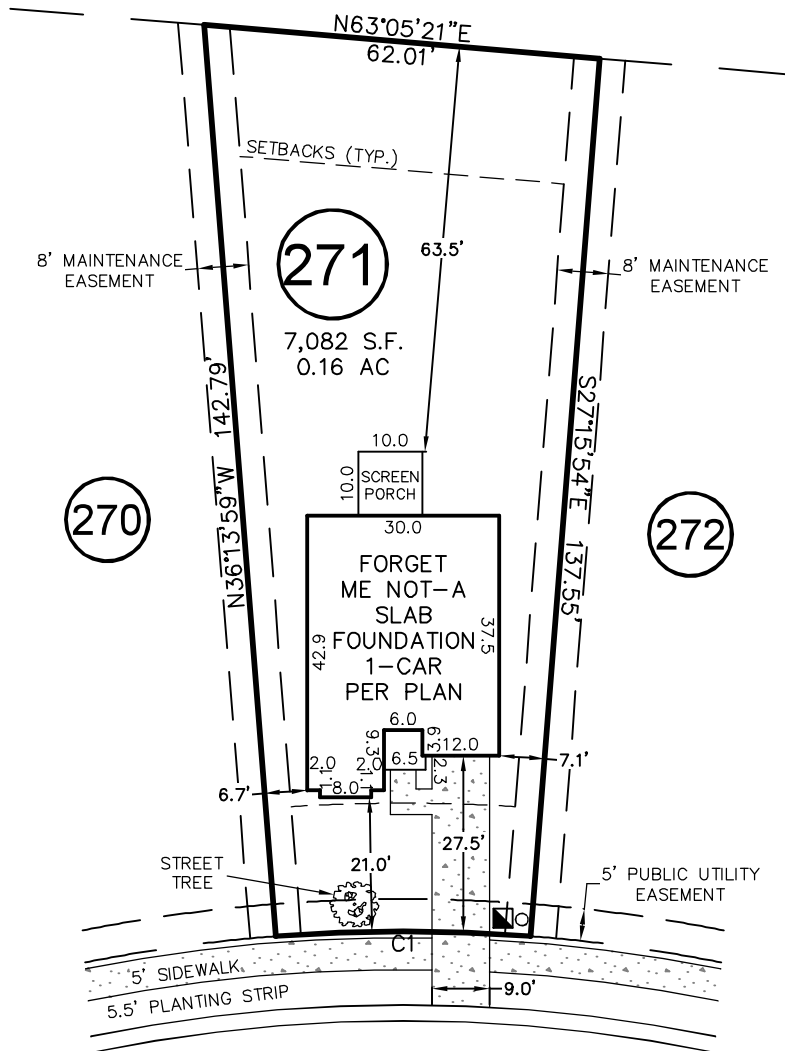 N63°05'21"E
62.01'
SETBACKS (TYP.)
63.5'
8' MAINTENANCE
EASEMENT
271
8' MAINTENANCE
EASEMENT
7,082 S.F.
0.16 AC
N36°13'59"W 142.79'
S27°15'54"E 137.55'
10.0
10.0
SCREEN
PORCH
270
272
30.0
FORGET
ME NOT-A
SLAB
FOUNDATION
1-CAR
PER PLAN
42.9
37.5
6.0
9.3
6.3
12.0
2.0
2.0
6.5
2.3
7.1'
1.1
8.0
1.1
6.7'
27.5'
21.0'
STREET
TREE
5' PUBLIC UTILITY
EASEMENT
C1
5' SIDEWALK
5.5' PLANTING STRIP
9.0'